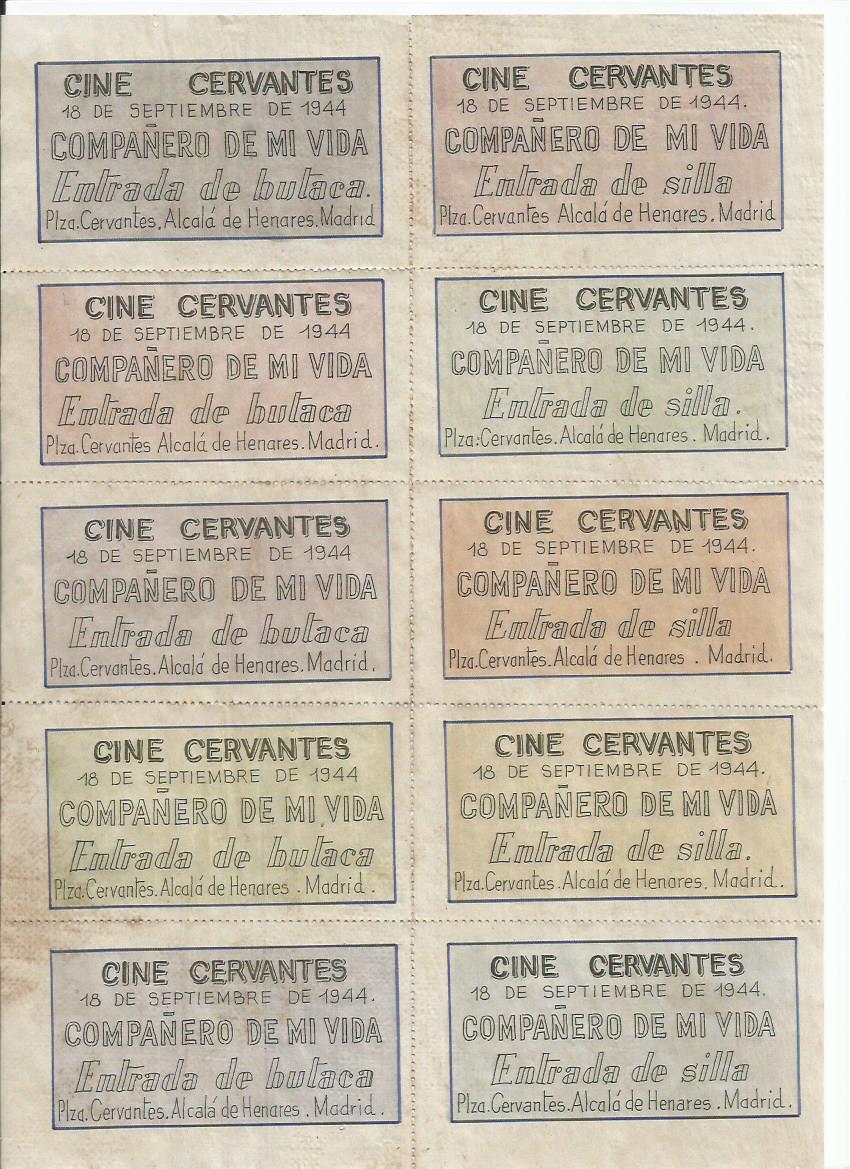 CINE CERVANTES
18 DE SEPTIEMBRE DE 1944
COMPAÑERO DE MI VIDA
Entrada de butaca.
Plza.Cervantes.Alcalá de Henares.Madrid
CINE CERVANTES
18 DE SEPTIEMBRE DE 1944.
COMPAÑERO DE MI VIDA
Entrada de silla
Plza.Cervantes Alcalá de Henares.Madrid
CINE CERVANTES
18 DE SEPTIEMBRE DE 1944
COMPAÑERO DE MI VIDA
Entrada de butaca
Plza.Cervantes Alcalá de Henares. Madrid.
CINE CERVANTES
18 DE SEPTIEMBRE DE 1944.
COMPAÑERO DE MI VIDA
Entrada de silla.
Plza:Cervantes. Alcalá de Henares. Madrid.
CINE CERVANTES
18 DE SEPTIEMBRE DE 1944
COMPAÑERO DE MI VIDA
Entrada de butaca
Plza.Cervantes.Alcalá de Henares.Madrid.
CINE CERVANTES
18 DE SEPTIEMBRE DE 1944.
COMPAÑERO DE MI VIDA
Entrada de silla
Plza.Cervantes.Alcalá de Henares . Madrid.
CINE CERVANTES
18 DE SEPTIEMBRE DE 1944
COMPAÑERO DE MI VIDA
Entrada de butaca
Plza.Cervantes.Alcalá de Henares . Madrid.
CINE CERVANTES
18 DE SEPTIEMBRE DE 1944.
COMPAÑERO DE MI VIDA
Entrada de silla.
Plza.Cervantes.Alcalá de Henares. Madrid.
CINE CERVANTES
18 DE SEPTIEMBRE DE 1944.
COMPAÑERO DE MI VIDA
Entrada de butaca
Plza.Cervantes.Alcalá de Henares. Madrid.
CINE CERVANTES
18 DE SEPTIEMBRE DE 1944.
COMPAÑERO DE MI VIDA
Entrada de silla
Plza.Cervantes.Alcalá de Henares. Madrid.